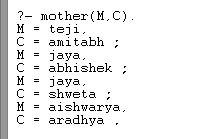 ?- mother(M,C).
M = teji,
C = amitabh ;
M = jaya,
C = abhishek ;
M = jaya,
C = shweta ;
M = aishwarya,
C = aradhya .